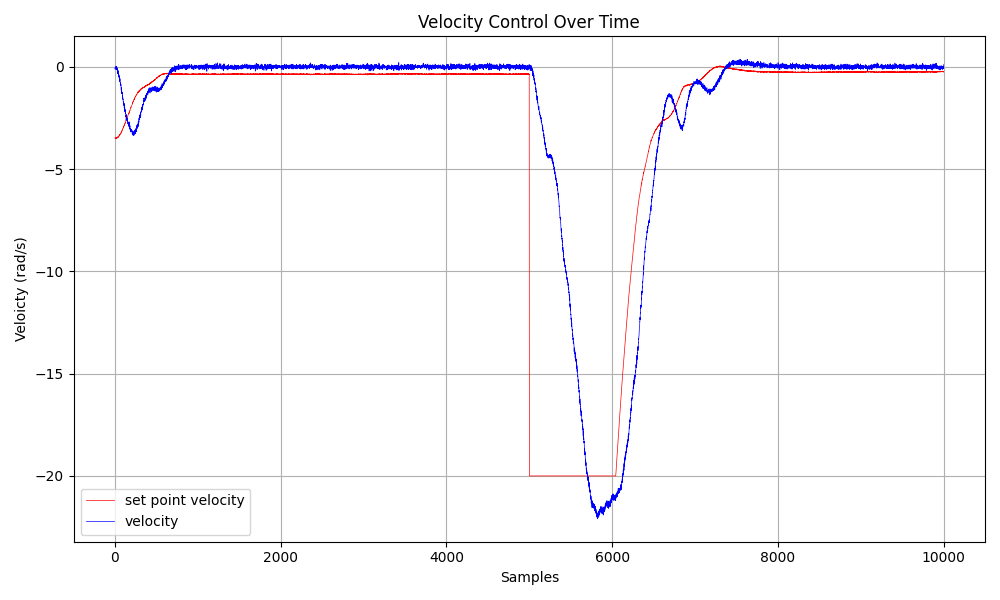 Velocity Control Over Time
Veloicty (rad/s)
0
−5
−10
−15
−20
set point velocity
velocity
0
2000
4000
6000
8000
10000
Samples